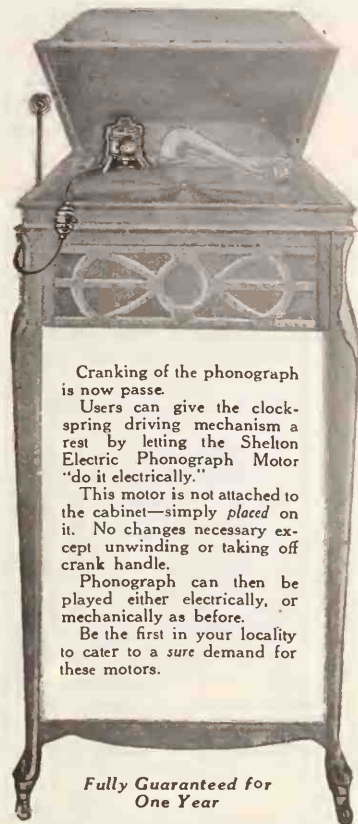 Cranking of the phonograph
is now passe.
Users can give the clock-
spring driving mechanism a
rest by letting the Shelton
Electric Phonograph Motor
"do it electrically."
This motor is not attached to
the cabinet—simply placed on
it. No changes necessary ex-
cept unwinding or taking off
crank handle.
Phonograph can then be
played either electrically, or
mechanically as before.
Be the first in your locality
to cater to a sure demand for
these motors.
Fully Guaranteed for
One Year